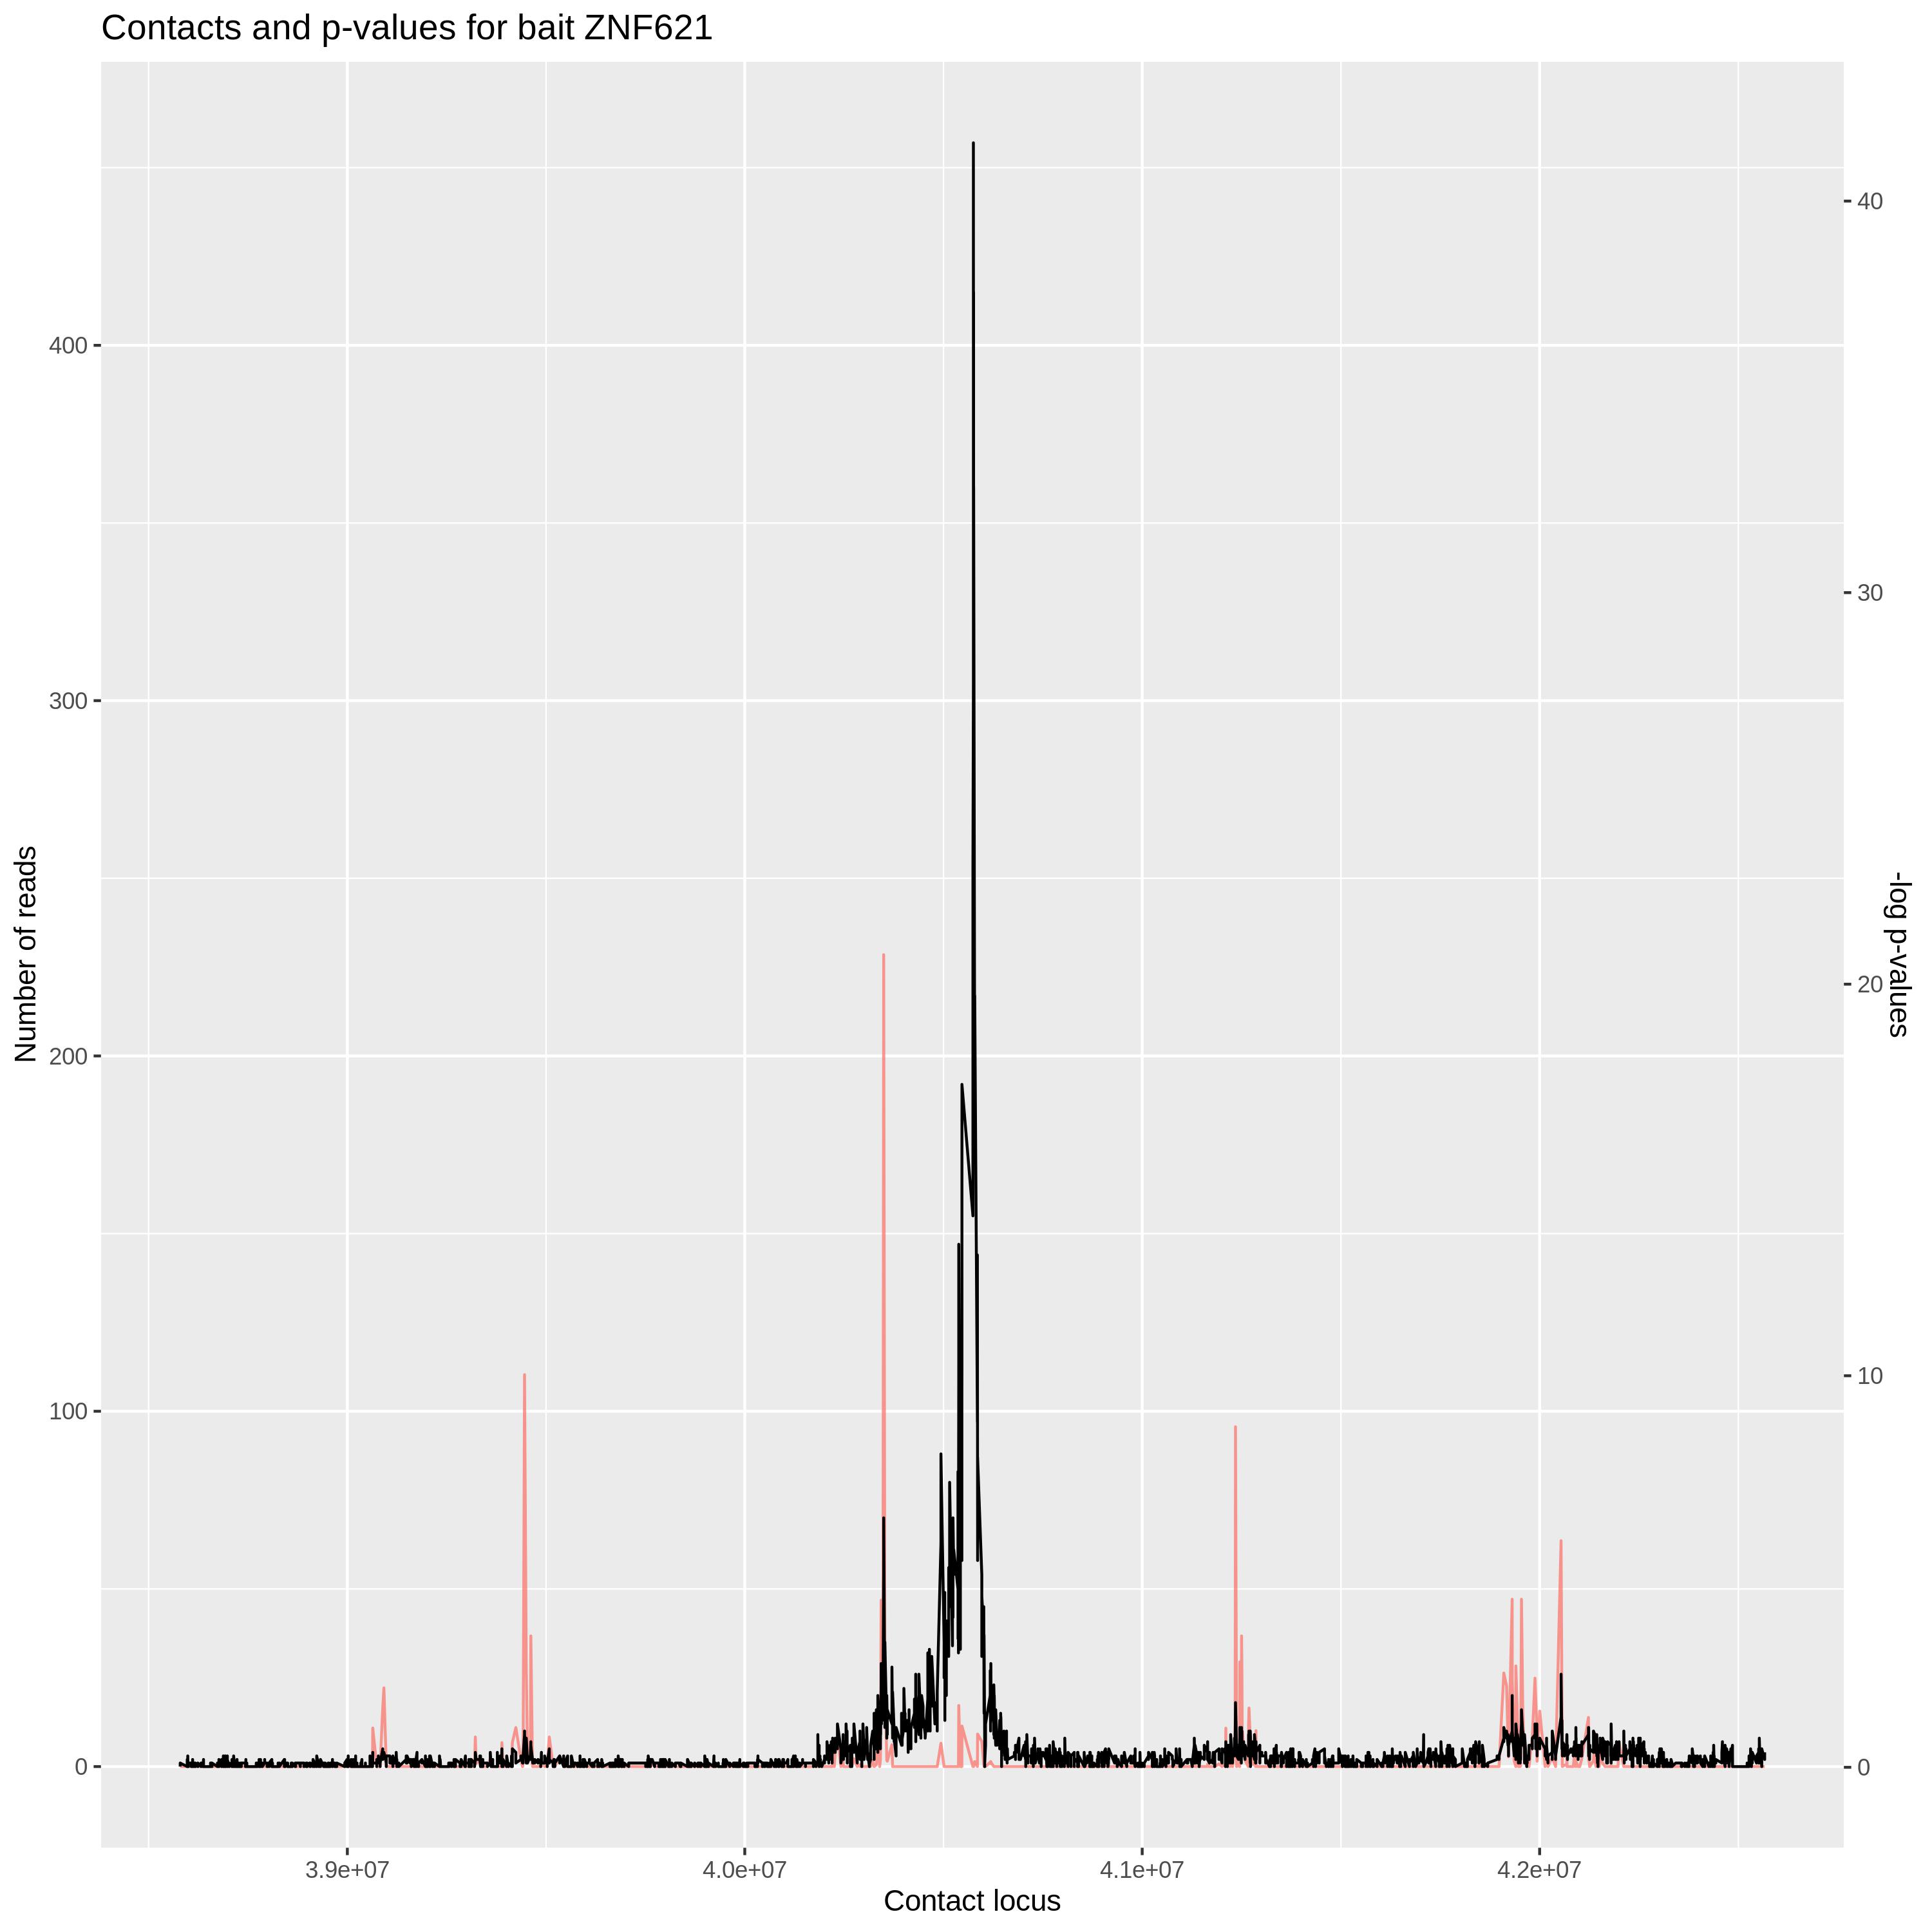 Contacts and p-values for bait ZNF621
400
300
200
100
0
Number of reads
40
30
20
10
0
-log p-values
3.9e+07
4.0e+07
4.1e+07
4.2e+07
Contact locus